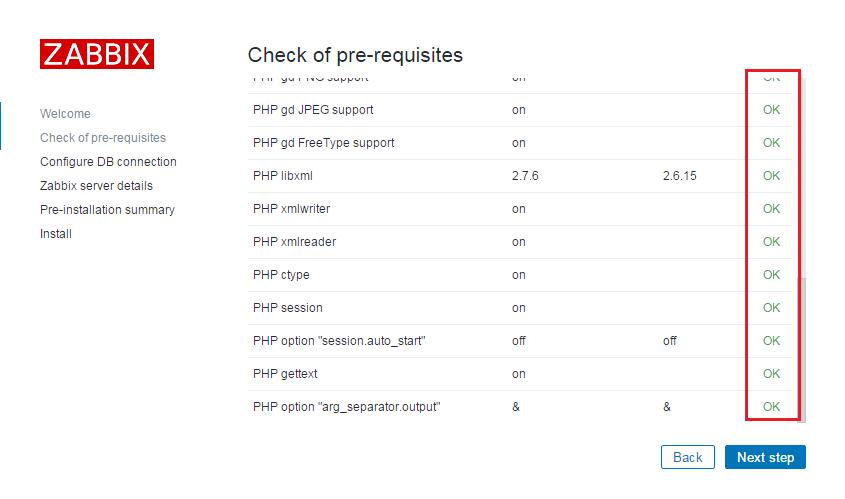 ZABBIX
Check of pre-requisites
Welcome
Check of pre-requisites
Configure DB connection
Zabbix server details
Pre-installation summary
Install
PHP gd PNG support on OK
PHP gd JPEG support on OK
PHP gd FreeType support on OK
PHP libxml 2.7.6 2.6.15 OK
PHP xmlwriter on OK
PHP xmlreader on OK
PHP ctype on OK
PHP session on OK
PHP option "session.auto_start" off off OK
PHP gettext on OK
PHP option "arg_separator.output" & & OK
Back Next step